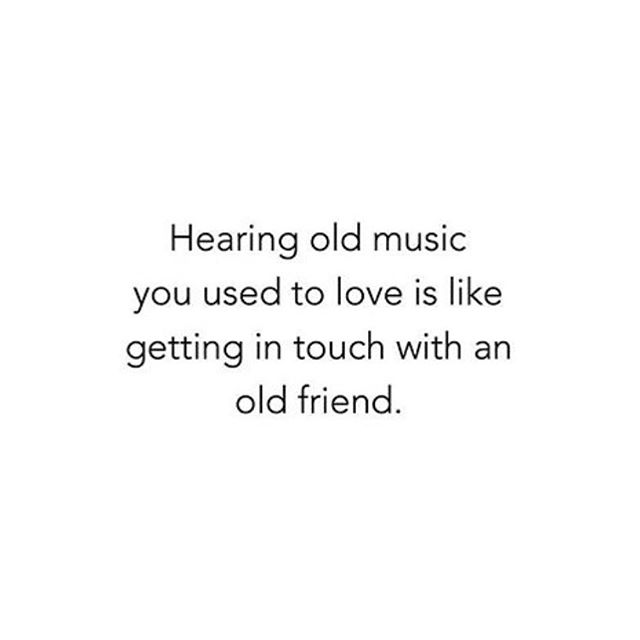 Hearing old music
you used to love is like
getting in touch with an
old friend.